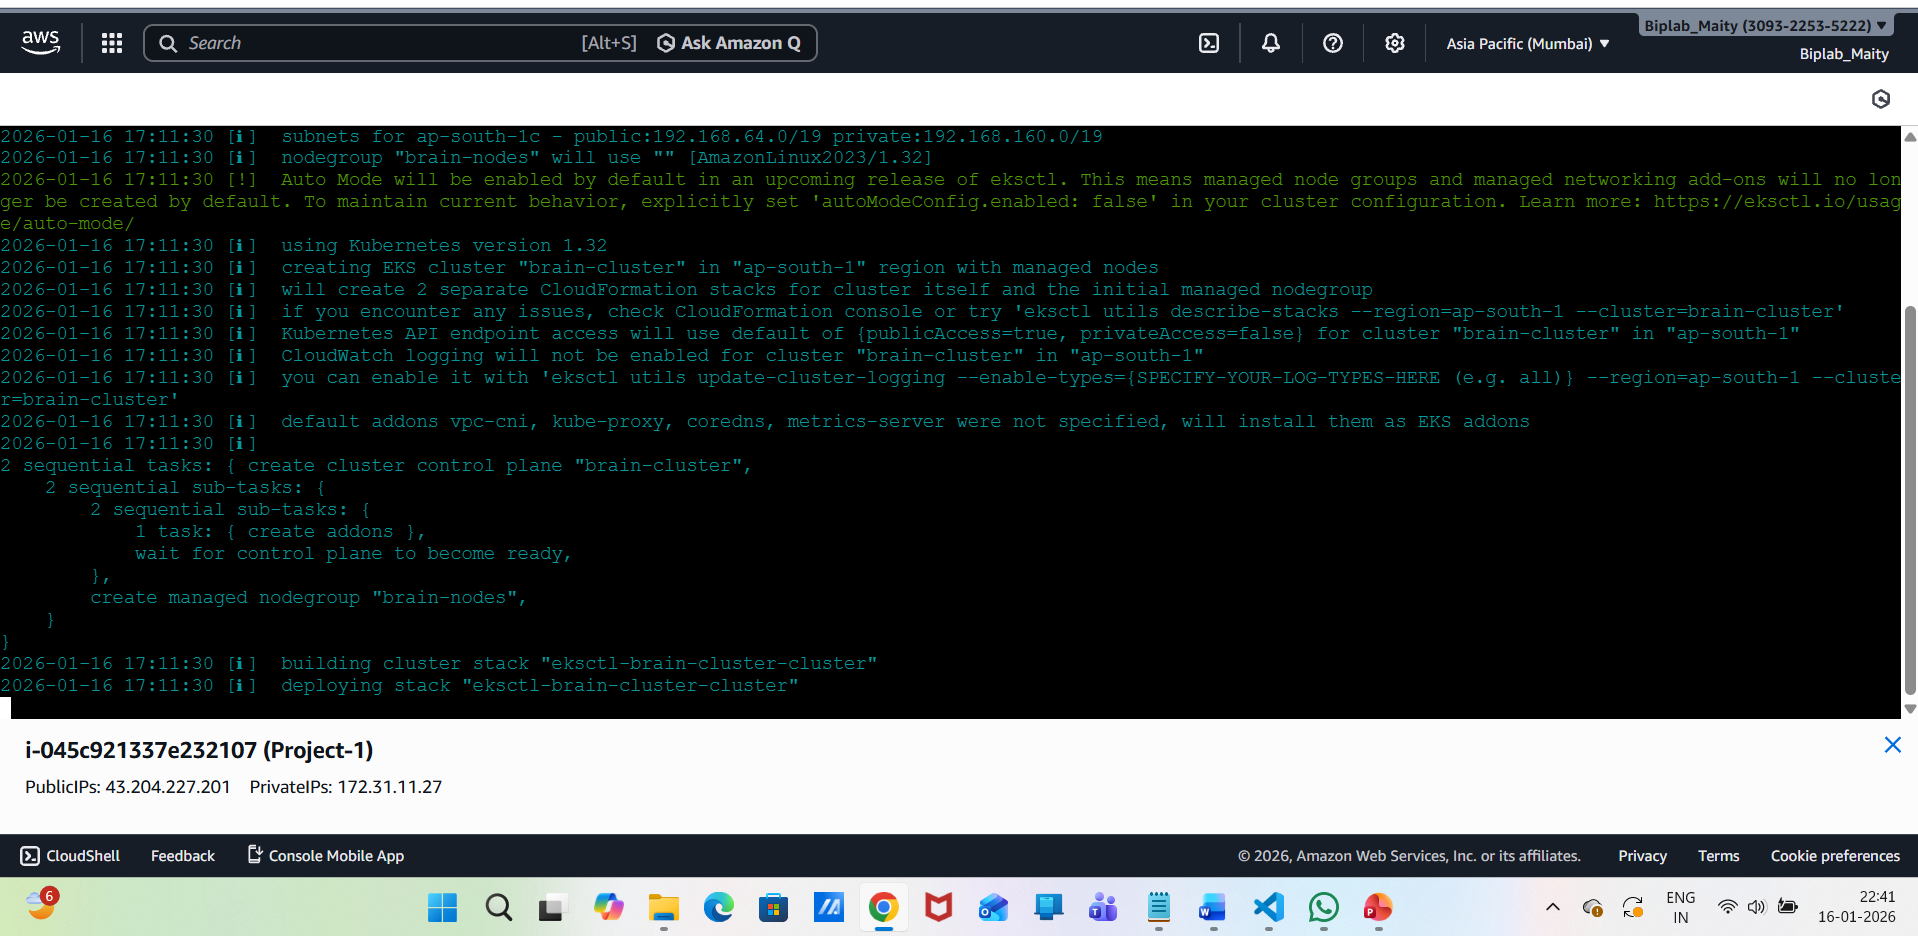 aws
Search [Alt+S] Ask Amazon Q
Asia Pacific (Mumbai) ▼
Biplab_Maity (3093-2253-5222) ▼
Biplab_Maity
2026-01-16 17:11:30 [ℹ]  subnets for ap-south-1c - public:192.168.64.0/19 private:192.168.160.0/19
2026-01-16 17:11:30 [ℹ]  nodegroup "brain-nodes" will use "" [AmazonLinux2023/1.32]
2026-01-16 17:11:30 [!]  Auto Mode will be enabled by default in an upcoming release of eksctl. This means managed node groups and managed networking add-ons will no lon
ger be created by default. To maintain current behavior, explicitly set 'autoModeConfig.enabled: false' in your cluster configuration. Learn more: https://eksctl.io/usag
e/auto-mode/
2026-01-16 17:11:30 [ℹ]  using Kubernetes version 1.32
2026-01-16 17:11:30 [ℹ]  creating EKS cluster "brain-cluster" in "ap-south-1" region with managed nodes
2026-01-16 17:11:30 [ℹ]  will create 2 separate CloudFormation stacks for cluster itself and the initial managed nodegroup
2026-01-16 17:11:30 [ℹ]  if you encounter any issues, check CloudFormation console or try 'eksctl utils describe-stacks --region=ap-south-1 --cluster=brain-cluster'
2026-01-16 17:11:30 [ℹ]  Kubernetes API endpoint access will use default of {publicAccess=true, privateAccess=false} for cluster "brain-cluster" in "ap-south-1"
2026-01-16 17:11:30 [ℹ]  CloudWatch logging will not be enabled for cluster "brain-cluster" in "ap-south-1"
2026-01-16 17:11:30 [ℹ]  you can enable it with 'eksctl utils update-cluster-logging --enable-types={SPECIFY-YOUR-LOG-TYPES-HERE (e.g. all)} --region=ap-south-1 --cluste
r=brain-cluster'
2026-01-16 17:11:30 [ℹ]  default addons vpc-cni, kube-proxy, coredns, metrics-server were not specified, will install them as EKS addons
2026-01-16 17:11:30 [ℹ]
2 sequential tasks: { create cluster control plane "brain-cluster",
    2 sequential sub-tasks: {
        2 sequential sub-tasks: {
            1 task: { create addons },
            wait for control plane to become ready,
        },
        create managed nodegroup "brain-nodes",
    }
}
2026-01-16 17:11:30 [ℹ]  building cluster stack "eksctl-brain-cluster-cluster"
2026-01-16 17:11:30 [ℹ]  deploying stack "eksctl-brain-cluster-cluster"
i-045c921337e232107 (Project-1)
PublicIPs: 43.204.227.201 PrivateIPs: 172.31.11.27
CloudShell Feedback Console Mobile App © 2026, Amazon Web Services, Inc. or its affiliates. Privacy Terms Cookie preferences
6
ENG
IN
22:41
16-01-2026